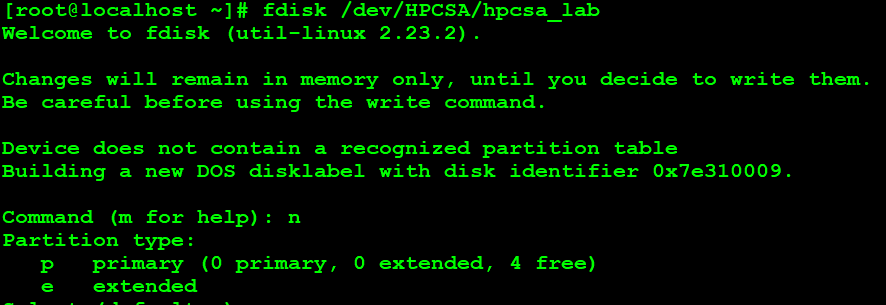 [root@localhost ~]# fdisk /dev/HPCSA/hpcsa_lab
Welcome to fdisk (util-linux 2.23.2).
Changes will remain in memory only, until you decide to write them.
Be careful before using the write command.
Device does not contain a recognized partition table
Building a new DOS disklabel with disk identifier 0x7e310009.
Command (m for help): n
Partition type:
p   primary (0 primary, 0 extended, 4 free)
e   extended